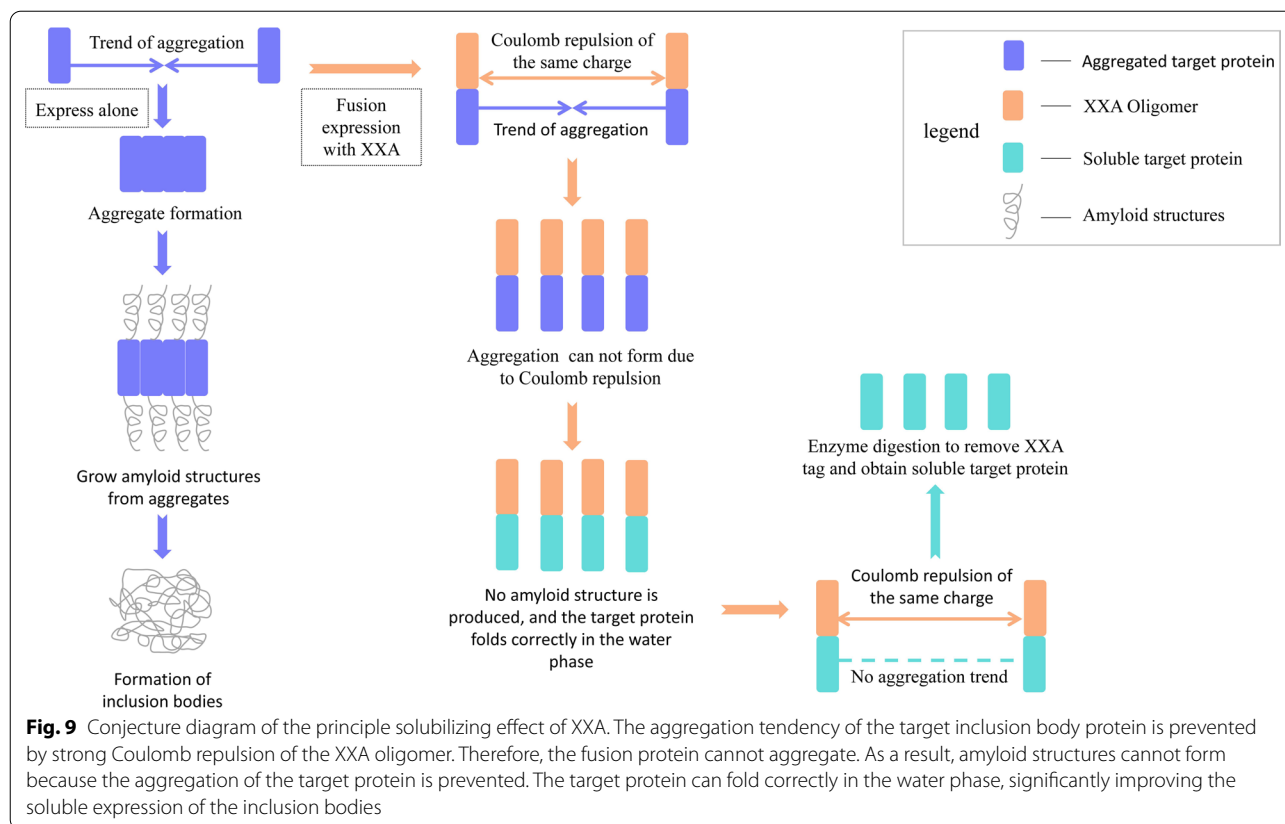 Trend of aggregation
Express alone
Aggregate formation
Grow amyloid structures
from aggregates
Formation of
inclusion bodies
Fusion
expression
with XXA
Coulomb repulsion of
the same charge
Trend of aggregation
Aggregation can not form due
to Coulomb repulsion
No amyloid structure is
produced, and the target protein
folds correctly in the water
phase
Coulomb repulsion of
the same charge
No aggregation trend
Enzyme digestion to remove XXA
tag and obtain soluble target protein
legend
Aggregated target protein
XXA Oligomer
Soluble target protein
Amyloid structures
Fig. 9 Conjecture diagram of the principle solubilizing effect of XXA. The aggregation tendency of the target inclusion body protein is prevented
by strong Coulomb repulsion of the XXA oligomer. Therefore, the fusion protein cannot aggregate. As a result, amyloid structures cannot form
because the aggregation of the target protein is prevented. The target protein can fold correctly in the water phase, significantly improving the
soluble expression of the inclusion bodies